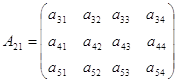 A₂₁ = ( a₃₁ a₃₂ a₃₃ a₃₄
a₄₁ a₄₂ a₄₃ a₄₄
a₅₁ a₅₂ a₅₃ a₅₄ )